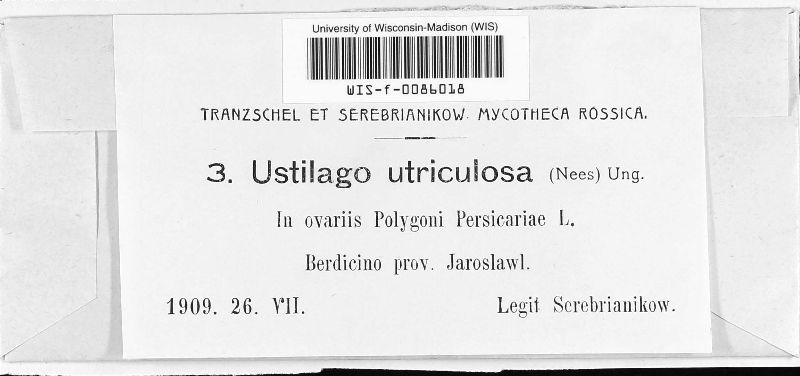 University of Wisconsin-Madison (WIS)
WIS-f-0086018
TRANZSCHEL ET SEREBRIANIKOW. MYCOTHECA ROSSICA.
3. Ustilago utriculosa (Nees) Ung.
In ovariis Polygoni Persicariae L.
Berdicino prov. Jaroslawl.
1909. 26. VII. Legit Serebrianikow.